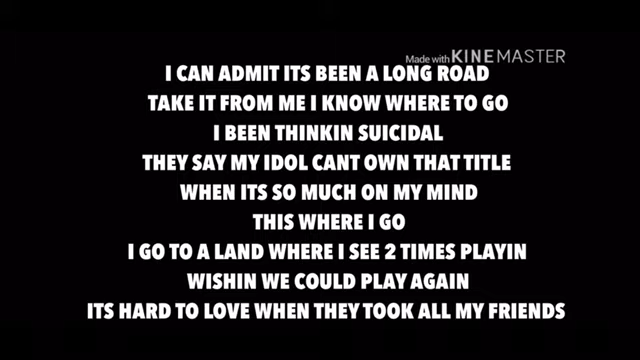 Made with KINEMASTER
I CAN ADMIT ITS BEEN A LONG ROAD
TAKE IT FROM ME I KNOW WHERE TO GO
I BEEN THINKIN SUICIDAL
THEY SAY MY IDOL CANT OWN THAT TITLE
WHEN ITS SO MUCH ON MY MIND
THIS WHERE I GO
I GO TO A LAND WHERE I SEE 2 TIMES PLAYIN
WISHIN WE COULD PLAY AGAIN
ITS HARD TO LOVE WHEN THEY TOOK ALL MY FRIENDS